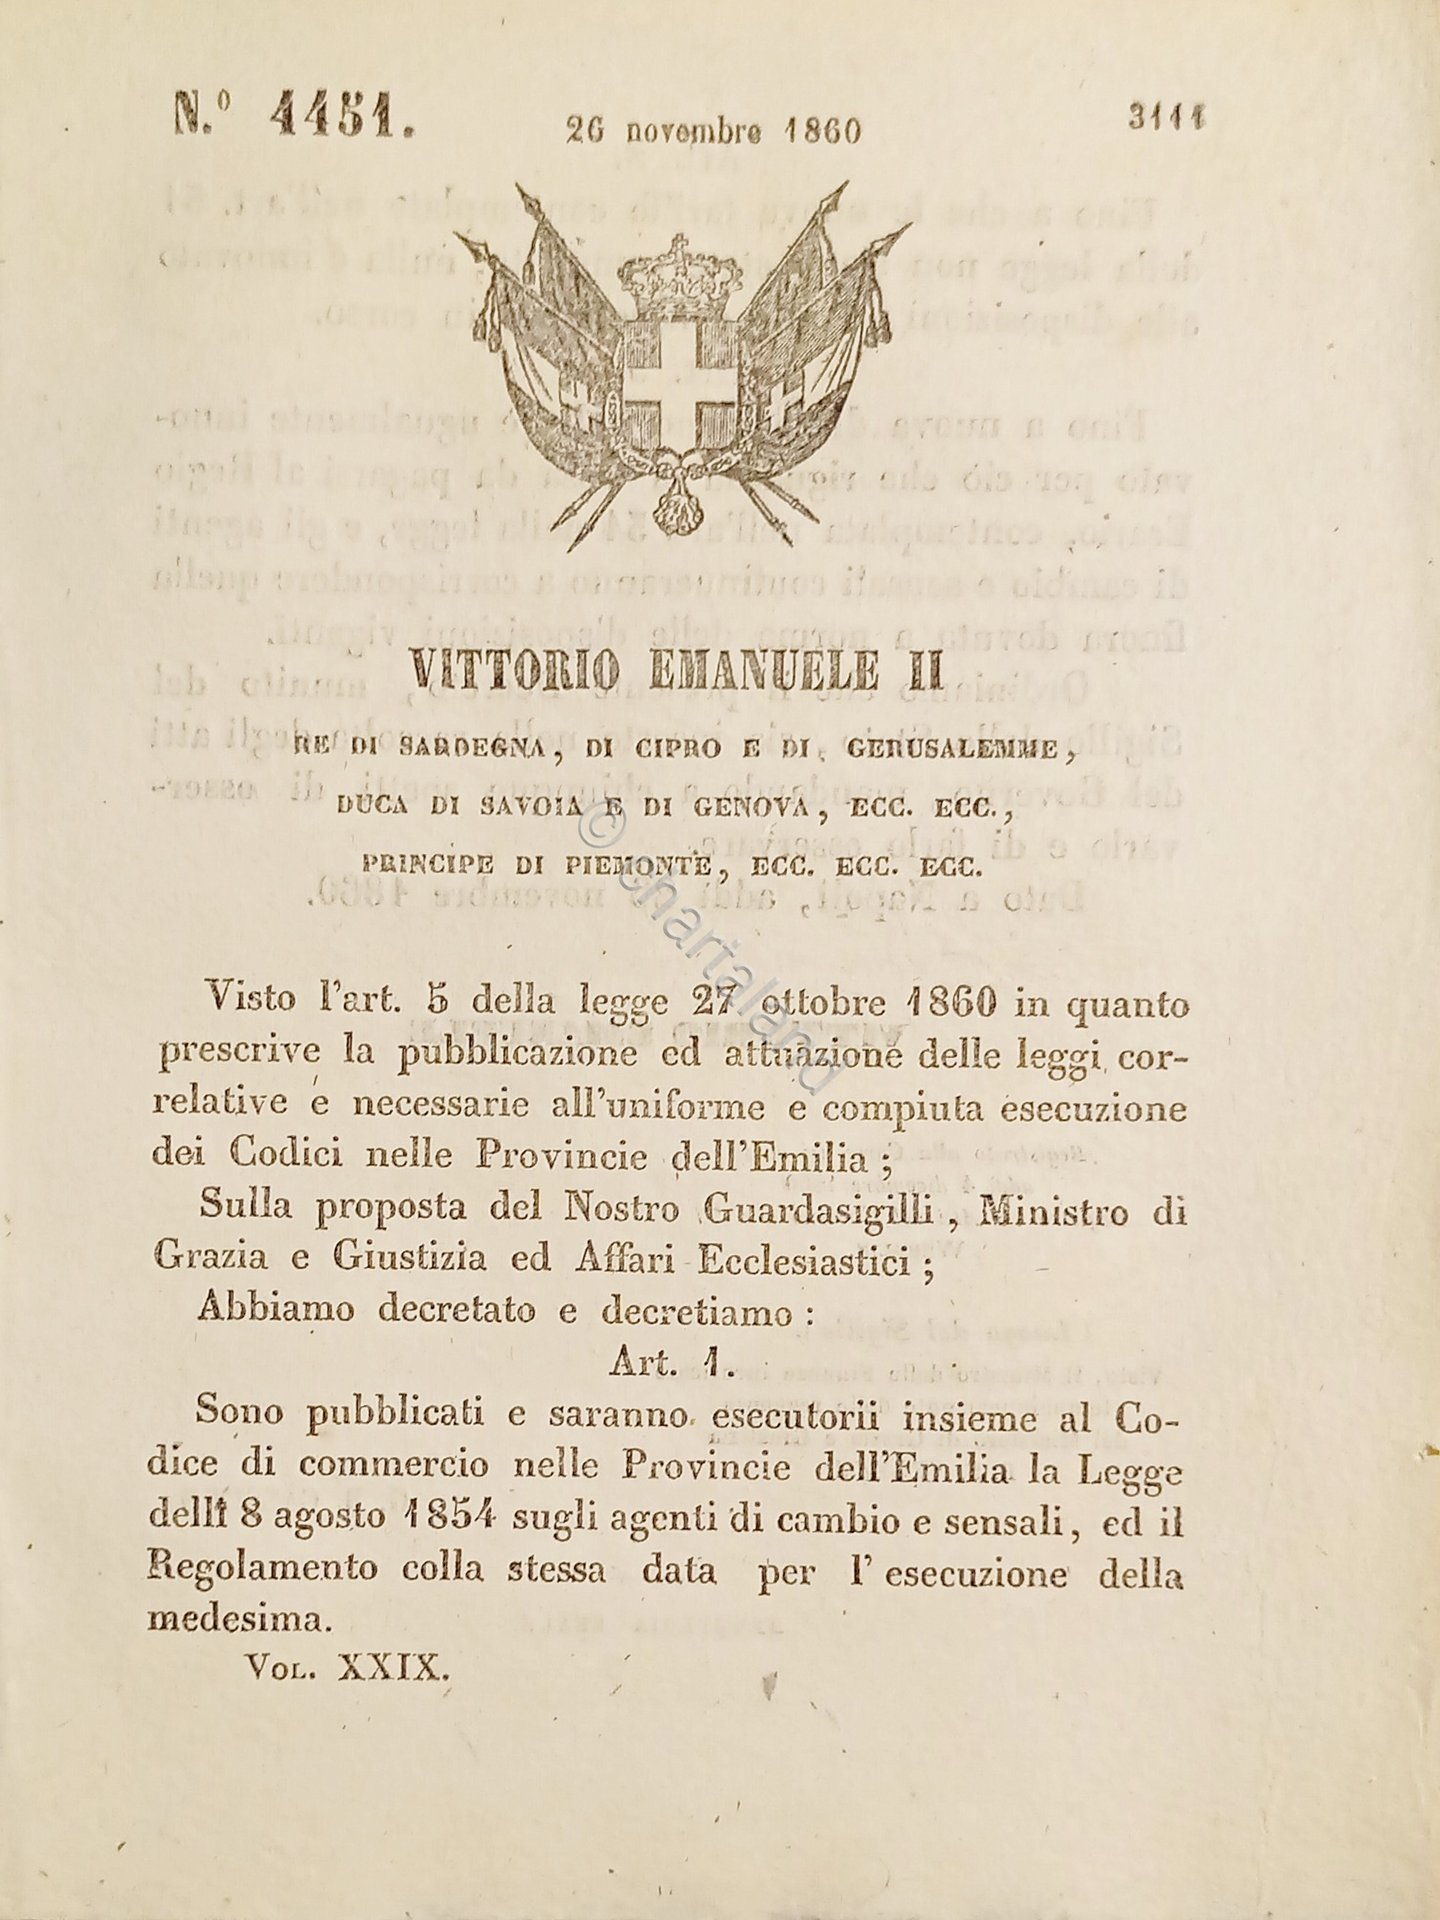 N.º 4451.
26 novembre 1860
3111
VITTORIO EMANUELE II
RE DI SARDEGNA, DI CIPRO E DI GERUSALEMME,
DUCA DI SAVOIA E DI GENOVA, ECC. ECC.,
PRINCIPE DI PIEMONTE, ECC. ECC. ECC.
Visto l'art. 5 della legge 27 ottobre 1860 in quanto
prescrive la pubblicazione ed attuazione delle leggi cor-
relative e necessarie all'uniforme e compiuta esecuzione
dei Codici nelle Provincie dell'Emilia;
Sulla proposta del Nostro Guardasigilli, Ministro di
Grazia e Giustizia ed Affari Ecclesiastici;
Abbiamo decretato e decretiamo:
Art. 1.
Sono pubblicati e saranno esecutorii insieme al Co-
dice di commercio nelle Provincie dell'Emilia la Legge
delli 8 agosto 1854 sugli agenti di cambio e sensali, ed il
Regolamento colla stessa data per l'esecuzione della
medesima.
VOL. XXIX.
© chartaland